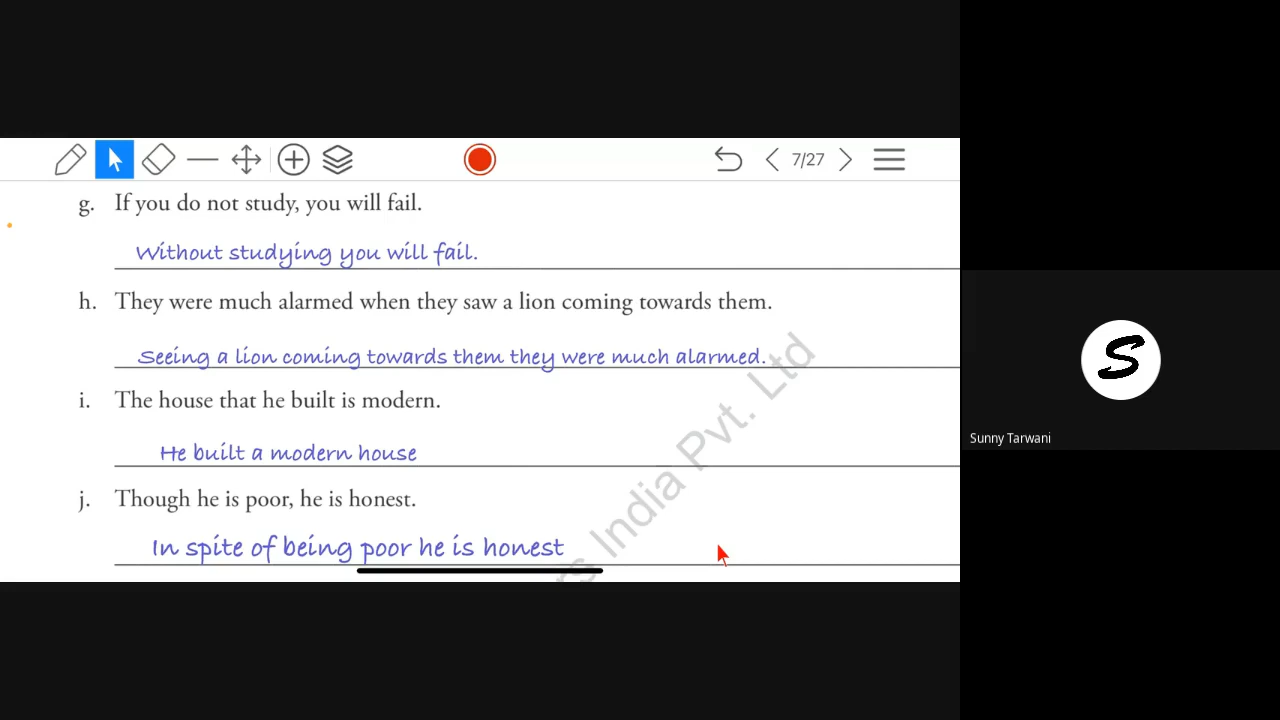 7/27
g. If you do not study, you will fail.
Without studying you will fail.
h. They were much alarmed when they saw a lion coming towards them.
Seeing a lion coming towards them they were much alarmed.
i. The house that he built is modern.
He built a modern house
j. Though he is poor, he is honest.
In spite of being poor he is honest
rs India Pvt. Ltd
S
Sunny Tarwani